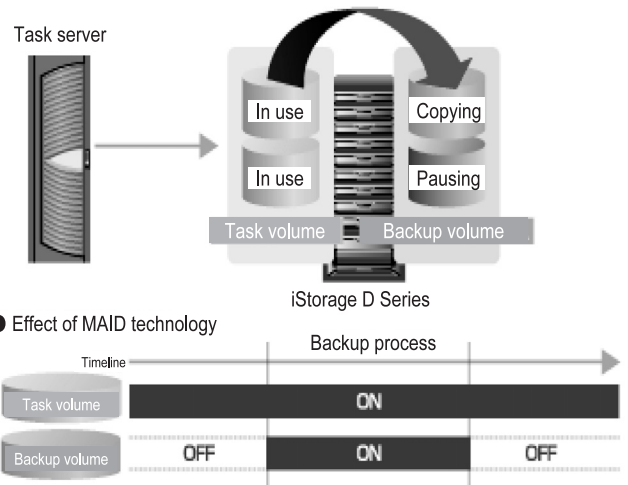 Task server
In use
Copying
In use
Pausing
Task volume
Backup volume
iStorage D Series
Effect of MAID technology
Backup process
Timeline
Task volume
ON
Backup volume
OFF
ON
OFF